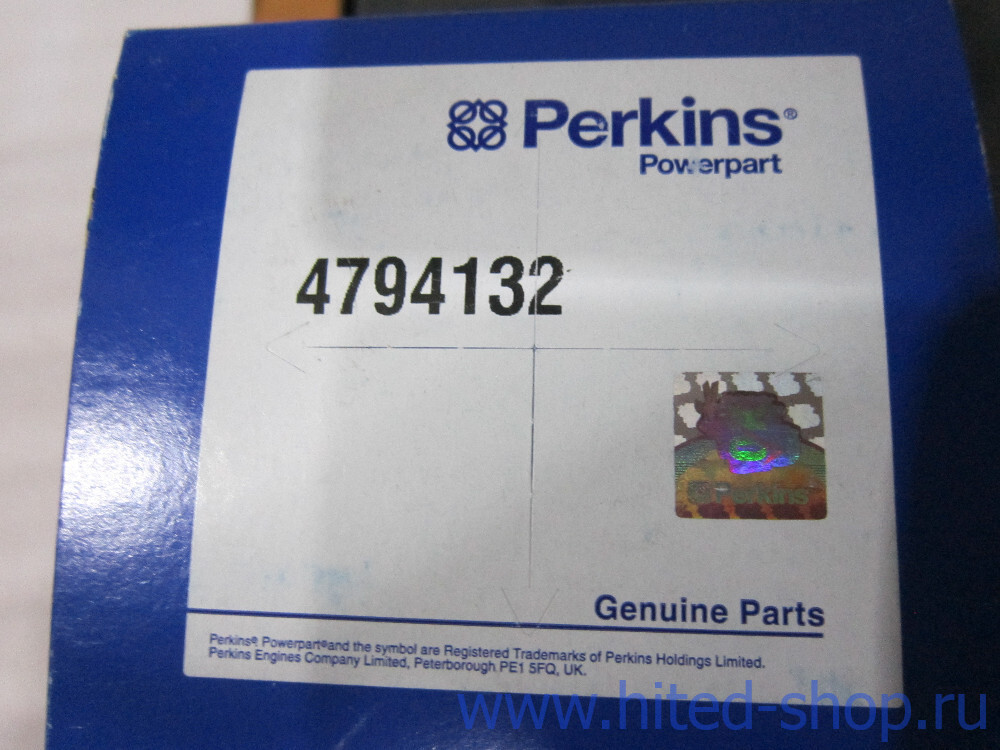 Perkins®
Powerpart
4794132
Perkins
Genuine Parts
Perkins® Powerpart®and the symbol are Registered Trademarks of Perkins Holdings Limited.
Perkins Engines Company Limited, Peterborough PE1 5FQ, UK.
www.hited-shop.ru